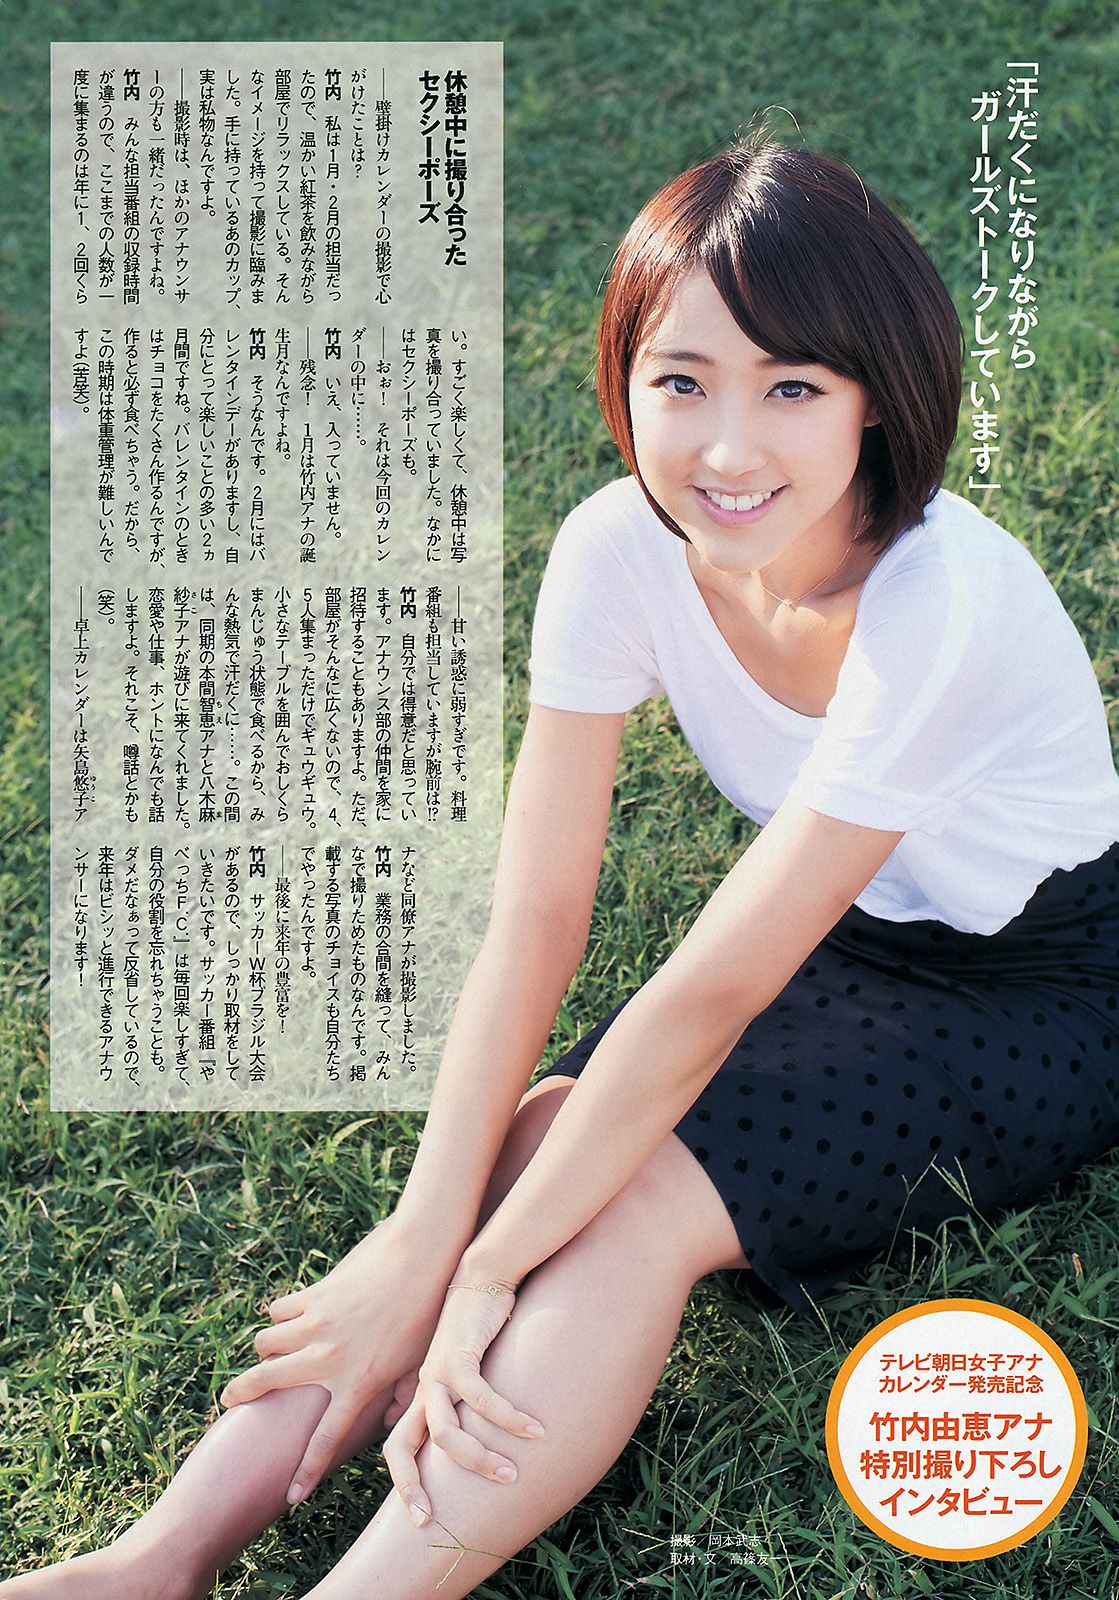 「汗だくになりながら
ガールズトークしています」
休憩中に撮り合った
セクシーポーズ
――壁掛けカレンダーの撮影で心
がけたことは？
竹内　私は1月・2月の担当だっ
たので、温かい紅茶を飲みながら
部屋でリラックスしている。そん
なイメージを持って撮影に臨みま
した。手に持っているあのカップ、
実は私物なんですよ。
――撮影時は、ほかのアナウンサ
ーの方も一緒だったんですよね。
竹内　みんな担当番組の収録時間
が違うので、ここまでの人数が一
度に集まるのは年に1、2回くら
い。すごく楽しくて、休憩中は写
真を撮り合っていました。なかに
はセクシーポーズも。
――おぉ！　それは今回のカレン
ダーの中に……。
竹内　いえ、入っていません。
――残念！　1月は竹内アナの誕
生月なんですよね。
竹内　そうなんです。2月にはバ
レンタインデーがありますし、自
分にとって楽しいことの多い2ヵ
月間ですね。バレンタインのとき
はチョコをたくさん作るんですが、
作ると必ず食べちゃう。だから、
この時期は体重管理が難しいんで
すよ（苦笑）。
――甘い誘惑に弱すぎです。料理
番組も担当していますが腕前は!?
竹内　自分では得意だと思ってい
ます。アナウンス部の仲間を家に
招待することもありますよ。ただ、
部屋がそんなに広くないので、4、
5人集まっただけでギュウギュウ。
小さなテーブルを囲んでおしくら
まんじゅう状態で食べるから、み
んな熱気で汗だくに……。この間
は、同期の本間智恵アナと八木麻
ちえ
ま
紗子アナが遊びに来てくれました。
さこ
恋愛や仕事、ホントになんでも話
しますよ。それこそ、噂話とかも
（笑）。
――卓上カレンダーは矢島悠子ア
ゆうこ
ナなど同僚アナが撮影しました。
竹内　業務の合間を縫って、みん
なで撮りためたものなんです。掲
載する写真のチョイスも自分たち
でやったんですよ。
――最後に来年の豊富を！
竹内　サッカーW杯ブラジル大会
があるので、しっかり取材をして
いきたいです。サッカー番組『や
べっちF.C.』は毎回楽しすぎて、
自分の役割を忘れちゃうことも。
ダメだなぁって反省しているので、
来年はビシッと進行できるアナウ
ンサーになります！
テレビ朝日女子アナ
カレンダー発売記念
竹内由恵アナ
特別撮り下ろし
インタビュー
撮影　岡本武志
取材・文　高篠友一